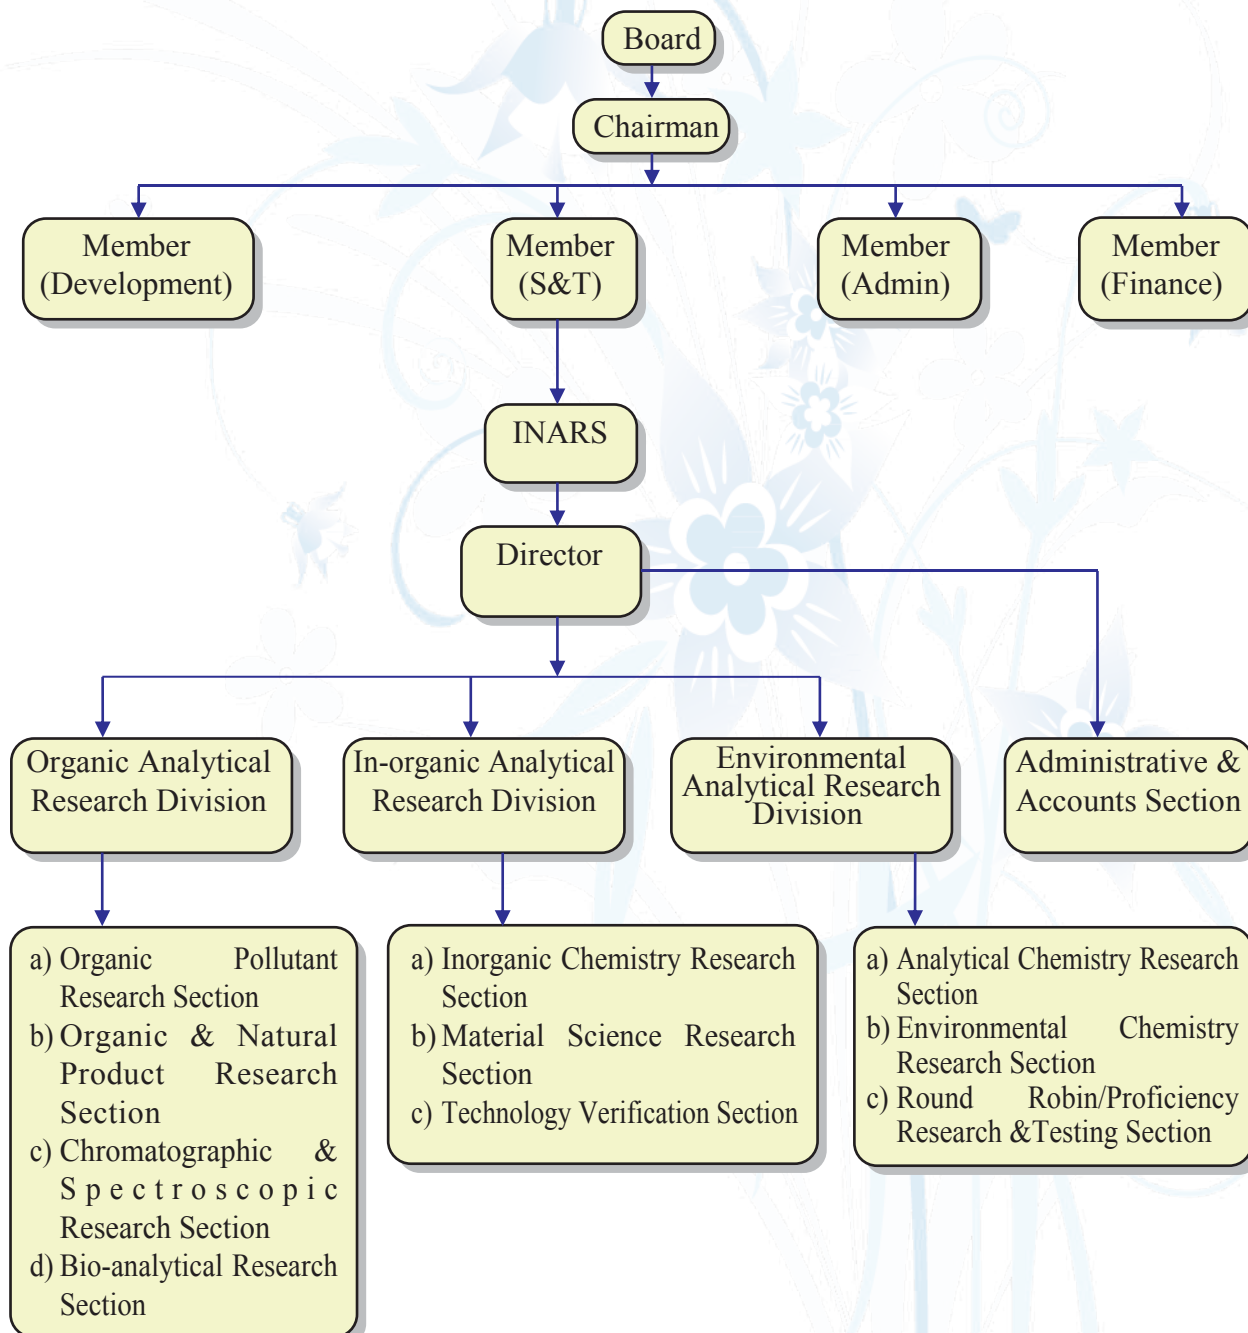 Board
Chairman
Member
(Development)
Member
(S&T)
Member
(Admin)
Member
(Finance)
INARS
Director
Organic Analytical
Research Division
In-organic Analytical
Research Division
Environmental
Analytical Research
Division
Administrative &
Accounts Section
a) Organic Pollutant
Research Section
b) Organic & Natural
Product Research
Section
c) Chromatographic &
Spectroscopic
Research Section
d) Bio-analytical Research
Section
a) Inorganic Chemistry Research
Section
b) Material Science Research
Section
c) Technology Verification Section
a) Analytical Chemistry Research
Section
b) Environmental Chemistry
Research Section
c) Round Robin/Proficiency
Research &Testing Section